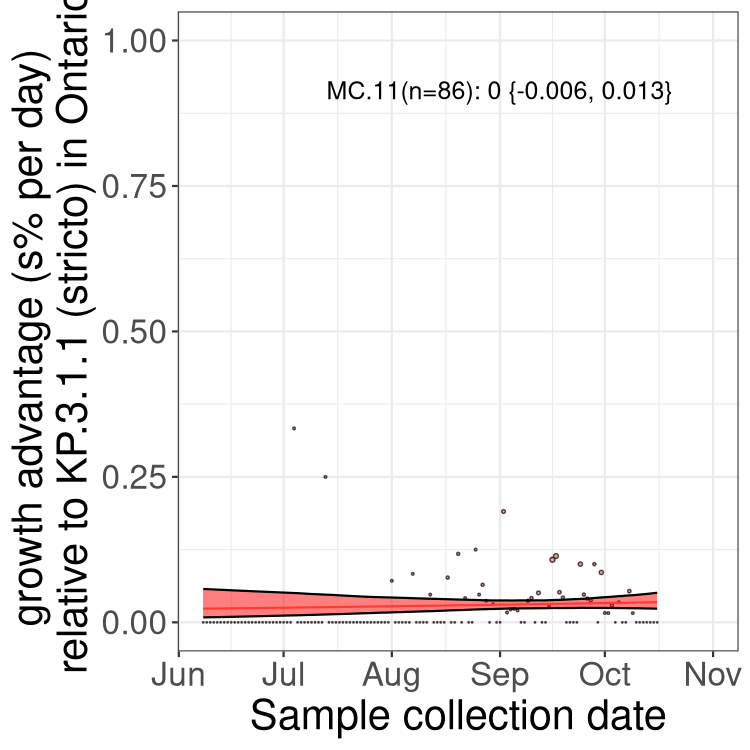 growth advantage (s% per day)
relative to KP.3.1.1 (stricto) in Ontario
1.00
0.75
0.50
0.25
0.00
MC.11(n=86): 0 {-0.006, 0.013}
Jun Jul Aug Sep Oct Nov
Sample collection date